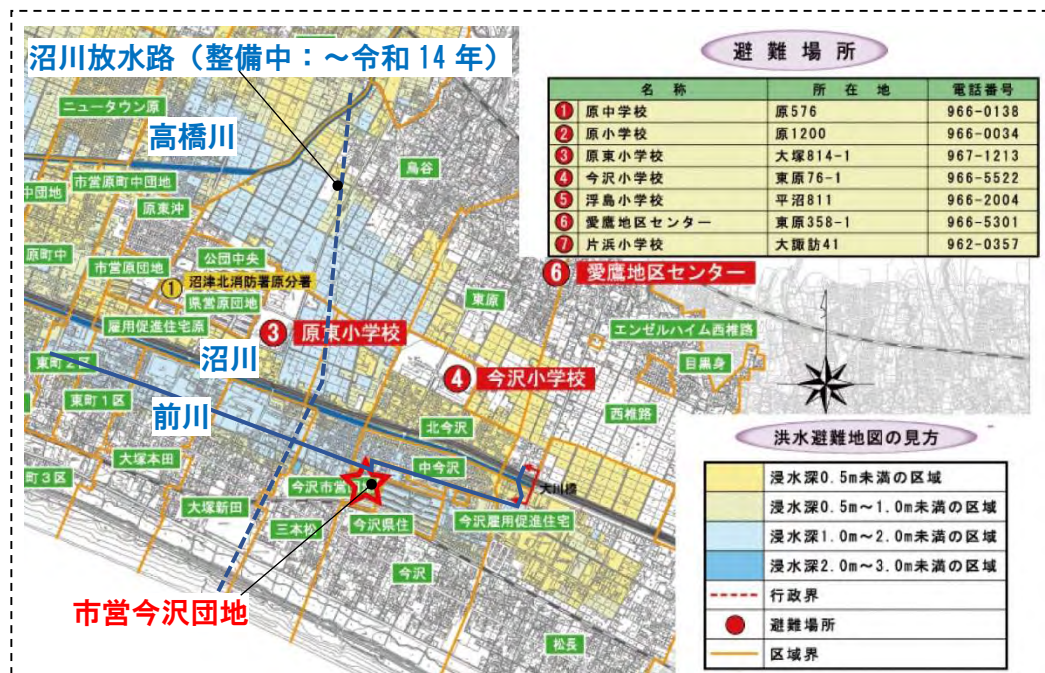 沼川放水路（整備中：～令和 14 年）
ニュータウン原
高橋川
鳥谷
市営原町中団地
中団地
原東沖
原町中
市営原団地
公団中央
① 沼津北消防署原分署
県営原団地
雇用促進住宅原
③ 原東小学校
東原
⑥ 愛鷹地区センター
エンゼルハイム西椎路
目黒身
④ 今沢小学校
西椎路
東町2区
沼川
東町1区
前川
北今沢
中今沢
大塚本田
町3区
大塚新田
今沢市営団
大川橋
三本松
今沢県住
今沢雇用促進住宅
今沢
松長
市営今沢団地
避難場所
名称 所在地 電話番号
① 原中学校 原576 966-0138
② 原小学校 原1200 966-0034
③ 原東小学校 大塚814-1 967-1213
④ 今沢小学校 東原76-1 966-5522
⑤ 浮島小学校 平沼811 966-2004
⑥ 愛鷹地区センター 東原358-1 966-5301
⑦ 片浜小学校 大諏訪41 962-0357
洪水避難地図の見方
浸水深0.5m未満の区域
浸水深0.5m～1.0m未満の区域
浸水深1.0m～2.0m未満の区域
浸水深2.0m～3.0m未満の区域
行政界
避難場所
区域界